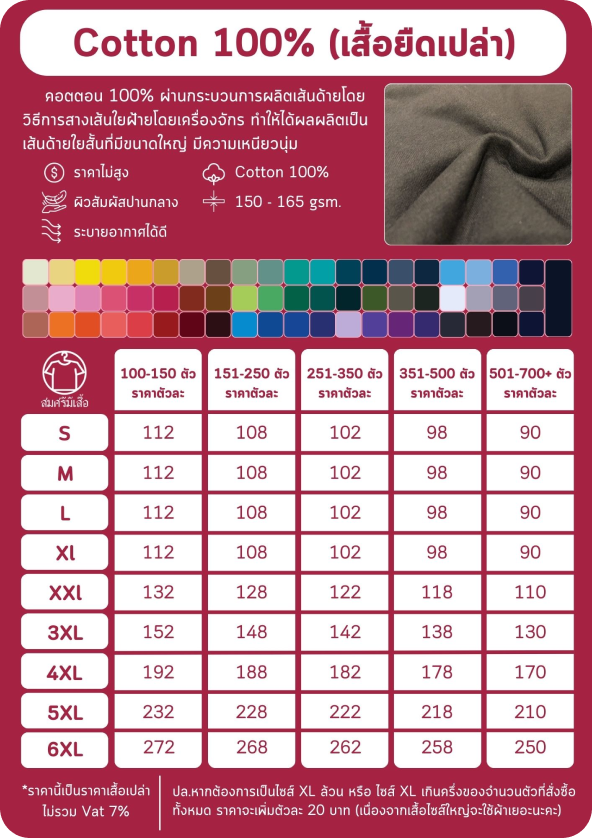 Cotton 100% (เสื้อยืดเปล่า)
คอตตอน 100% ผ่านกระบวนการผลิตเส้นด้ายโดย
วิธีการสางเส้นใยฝ้ายโดยเครื่องจักร ทำให้ได้ผลผลิตเป็น
เส้นด้ายใยสั้นที่มีขนาดใหญ่ มีความเหนียวนุ่ม
ราคาไม่สูง Cotton 100%
ผิวสัมผัสปานกลาง 150 - 165 gsm.
ระบายอากาศได้ดี
สมศรีมีเสื้อ
100-150 ตัว 151-250 ตัว 251-350 ตัว 351-500 ตัว 501-700+ ตัว
ราคาตัวละ ราคาตัวละ ราคาตัวละ ราคาตัวละ ราคาตัวละ
S 112 108 102 98 90
M 112 108 102 98 90
L 112 108 102 98 90
Xl 112 108 102 98 90
XXl 132 128 122 118 110
3XL 152 148 142 138 130
4XL 192 188 182 178 170
5XL 232 228 222 218 210
6XL 272 268 262 258 250
*ราคานี้เป็นราคาเสื้อเปล่า
ไม่รวม Vat 7%
ปล.หากต้องการเป็นไซส์ XL ล้วน หรือ ไซส์ XL เกินครึ่งของจำนวนตัวที่สั่งซื้อ
ทั้งหมด ราคาจะเพิ่มตัวละ 20 บาท (เนื่องจากเสื้อไซส์ใหญ่จะใช้ผ้าเยอะนะคะ)